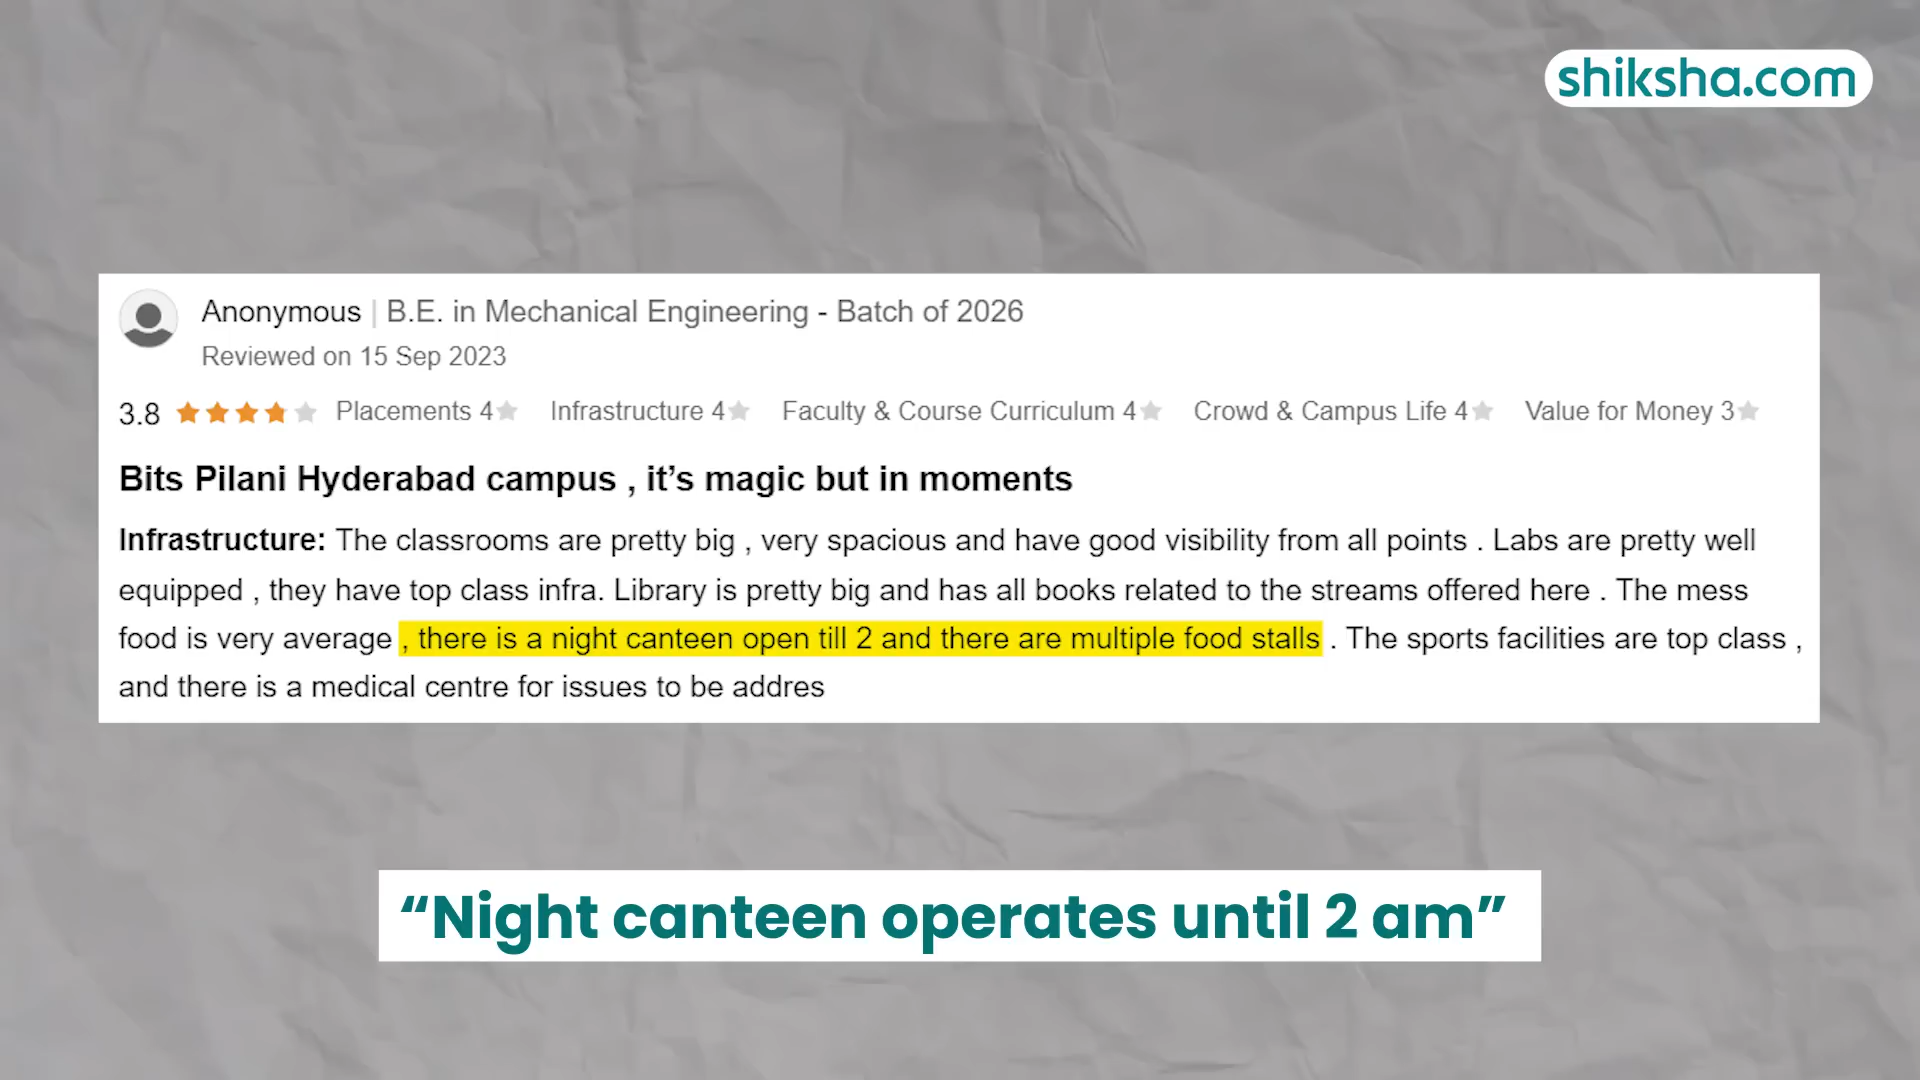 shiksha.com
Anonymous | B.E. in Mechanical Engineering - Batch of 2026
Reviewed on 15 Sep 2023
3.8 Placements 4 Infrastructure 4 Faculty & Course Curriculum 4 Crowd & Campus Life 4 Value for Money 3
Bits Pilani Hyderabad campus , it’s magic but in moments
Infrastructure: The classrooms are pretty big , very spacious and have good visibility from all points . Labs are pretty well
equipped , they have top class infra. Library is pretty big and has all books related to the streams offered here . The mess
food is very average , there is a night canteen open till 2 and there are multiple food stalls . The sports facilities are top class ,
and there is a medical centre for issues to be addres
“Night canteen operates until 2 am”